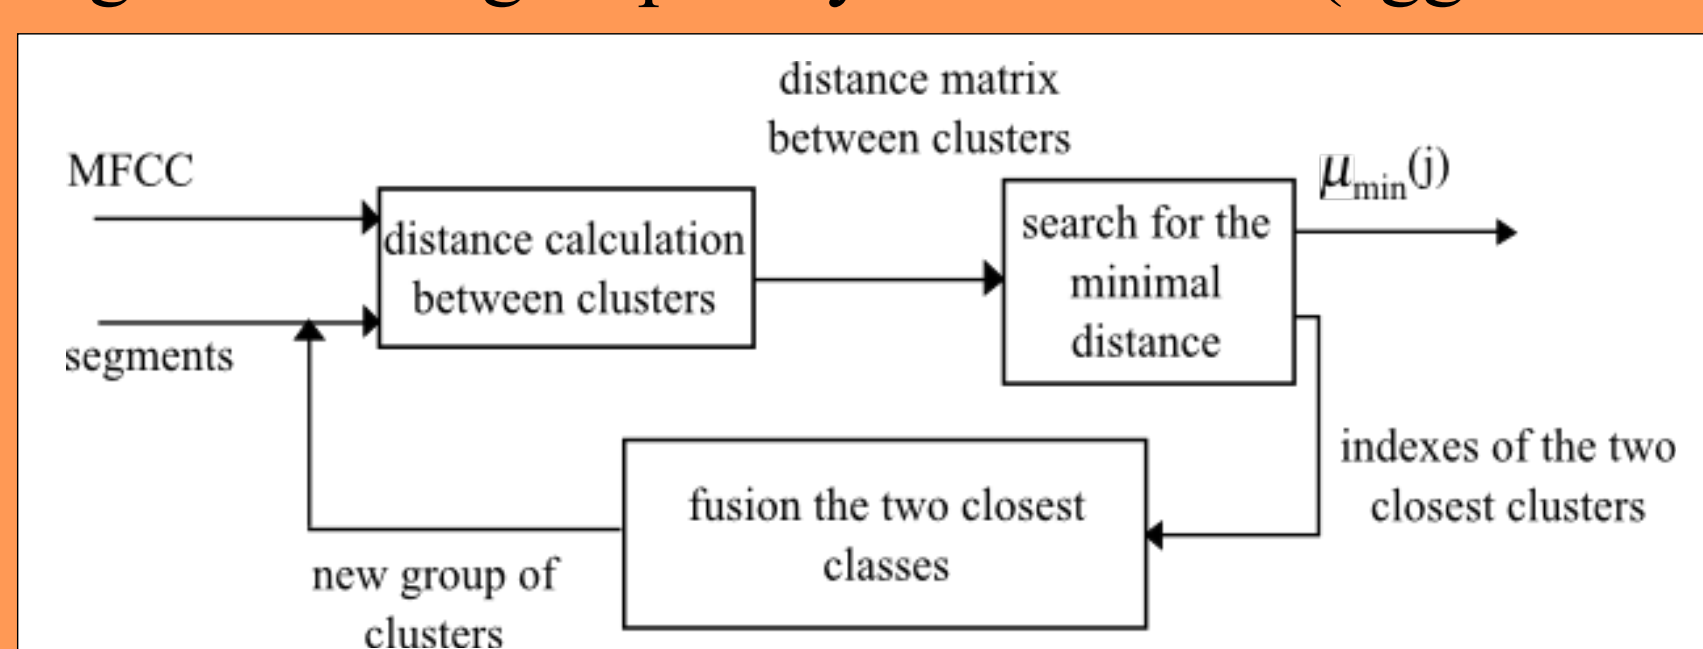 MFCC
segments
distance calculation
between clusters
distance matrix
between clusters
search for the
minimal
distance
μmin(j)
indexes of the two
closest clusters
fusion the two closest
classes
new group of
clusters